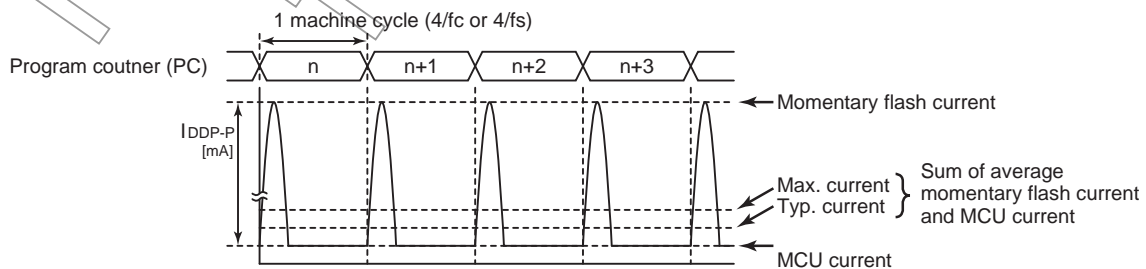 1 machine cycle (4/fc or 4/fs)
Program coutner (PC)
n
n+1
n+2
n+3
Momentary flash current
IDDP-P
[mA]
Max. current
Typ. current
Sum of average
momentary flash current
and MCU current
MCU current